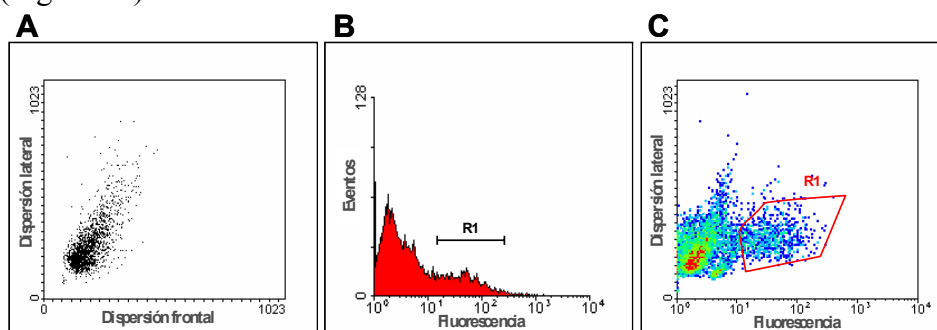 A
B
C
1023
Dispersión lateral
0
0
1023
Dispersión frontal
128
Eventos
0
R1
10^0
10^1
10^2
10^3
10^4
Fluorescencia
1023
Dispersión lateral
0
R1
10^0
10^1
10^2
10^3
10^4
Fluorescencia